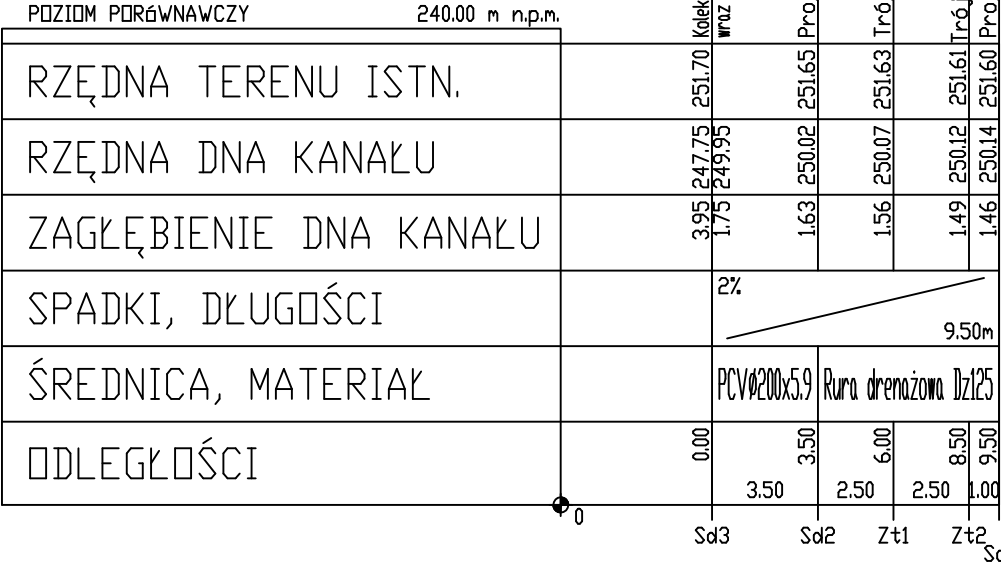 POZIOM PORÓWNAWCZY 240.00 m n.p.m.
Kolek Pro Tró Trój Pro
wraz
RZĘDNA TERENU ISTN. 251.70 251.65 251.63 251.61 251.60
RZĘDNA DNA KANAŁU 247.75 249.95 250.02 250.07 250.12 250.14
ZAGŁĘBIENIE DNA KANAŁU 3.95 1.75 1.63 1.56 1.49 1.46
SPADKI, DŁUGOŚCI 2% 9.50m
ŚREDNICA, MATERIAŁ PCVØ200x5.9 Rura drenażowa Dz125
ODLEGŁOŚCI 0.00 3.50 6.00 8.50 9.50
3.50 2.50 2.50 1.00
0
Sd3 Sd2 Zt1 Zt2